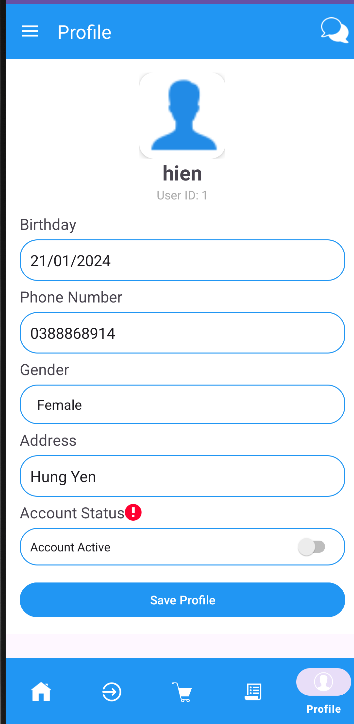 Profile
hien
User ID: 1
Birthday
21/01/2024
Phone Number
0388868914
Gender
Female
Address
Hung Yen
Account Status
Account Active
Save Profile
Profile